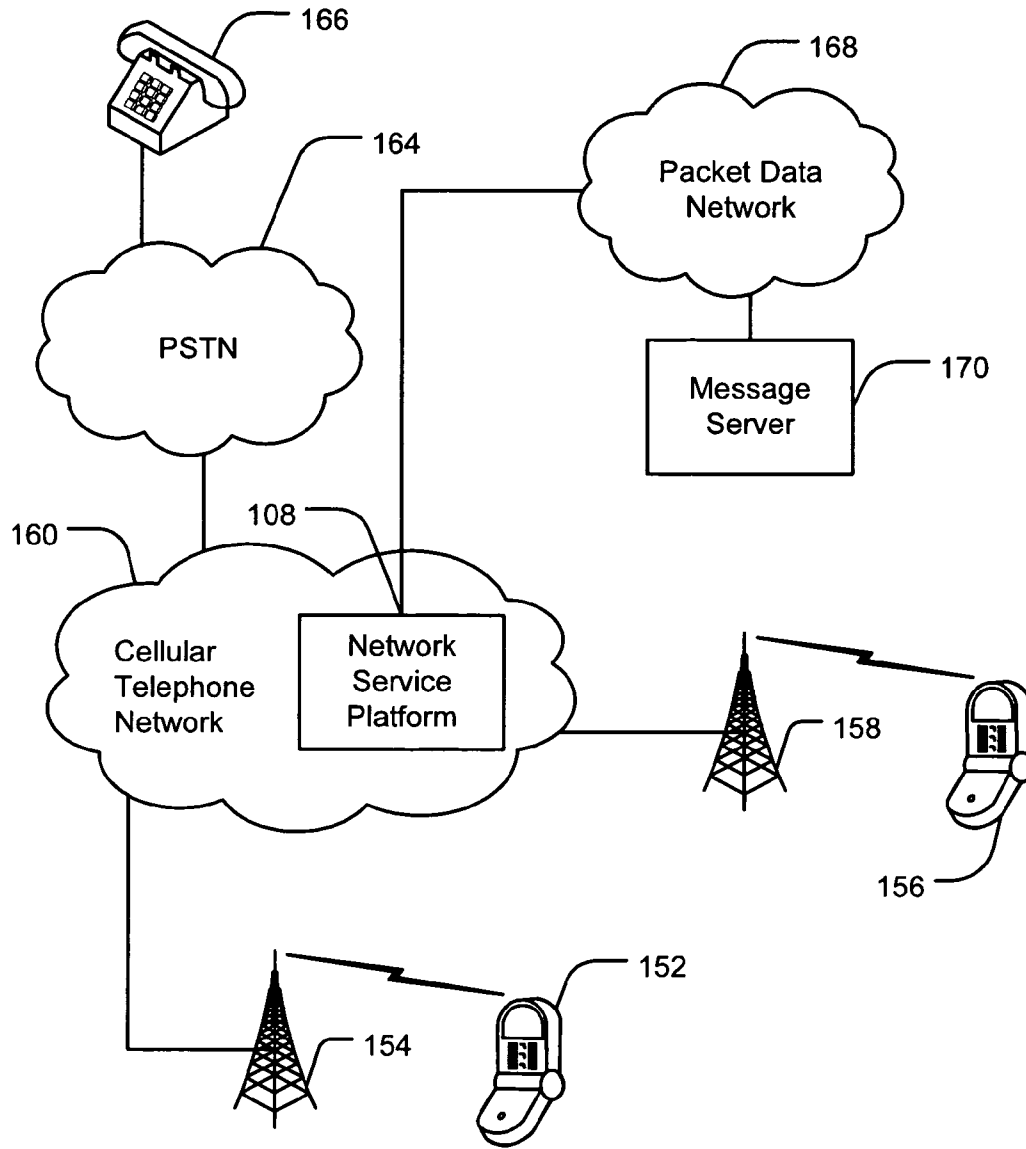 166
168
164
Packet Data
Network
PSTN
170
Message
Server
108
160
Network
Service
Platform
Cellular
Telephone
Network
158
156
152
154